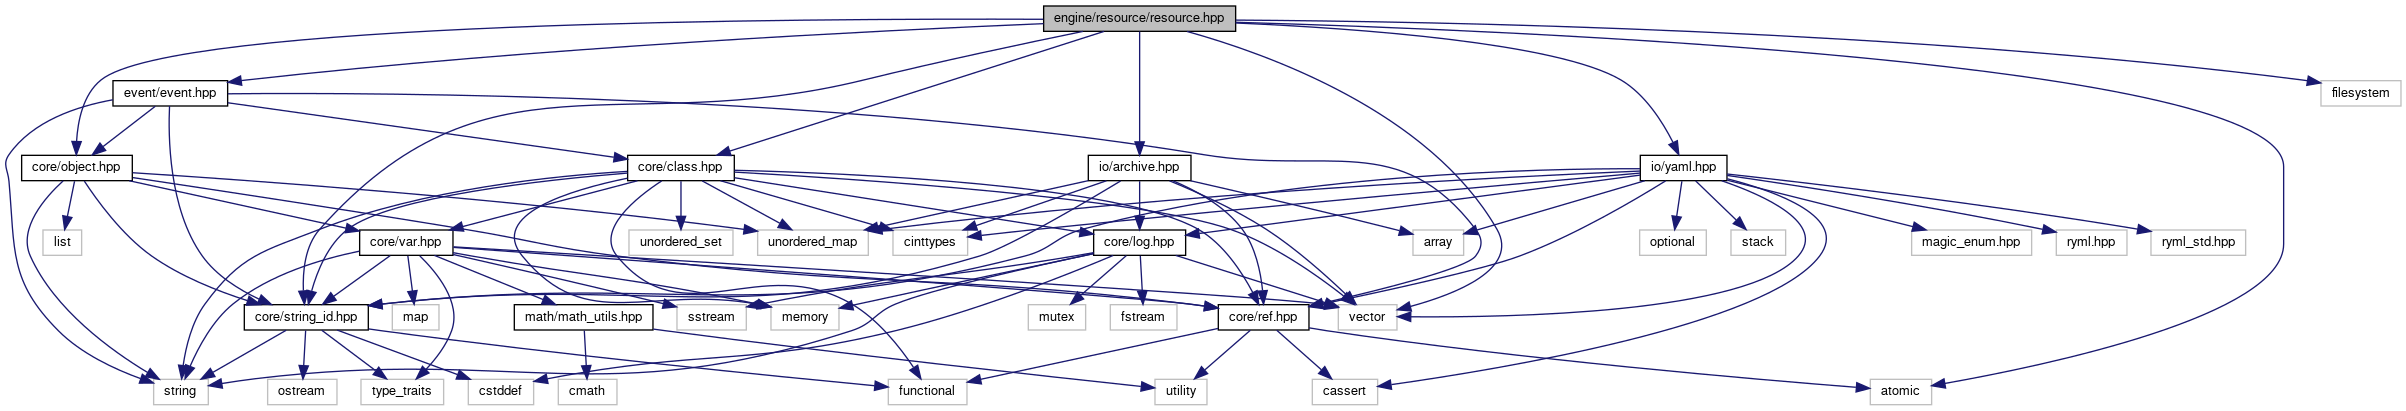 engine/resource/resource.hpp
event/event.hpp
filesystem
core/object.hpp
core/class.hpp
io/archive.hpp
io/yaml.hpp
list
core/var.hpp
unordered_set
unordered_map
cinttypes
core/log.hpp
array
optional
stack
magic_enum.hpp
ryml.hpp
ryml_std.hpp
core/string_id.hpp
map
math/math_utils.hpp
sstream
memory
mutex
fstream
core/ref.hpp
vector
string
ostream
type_traits
cstddef
cmath
functional
utility
cassert
atomic